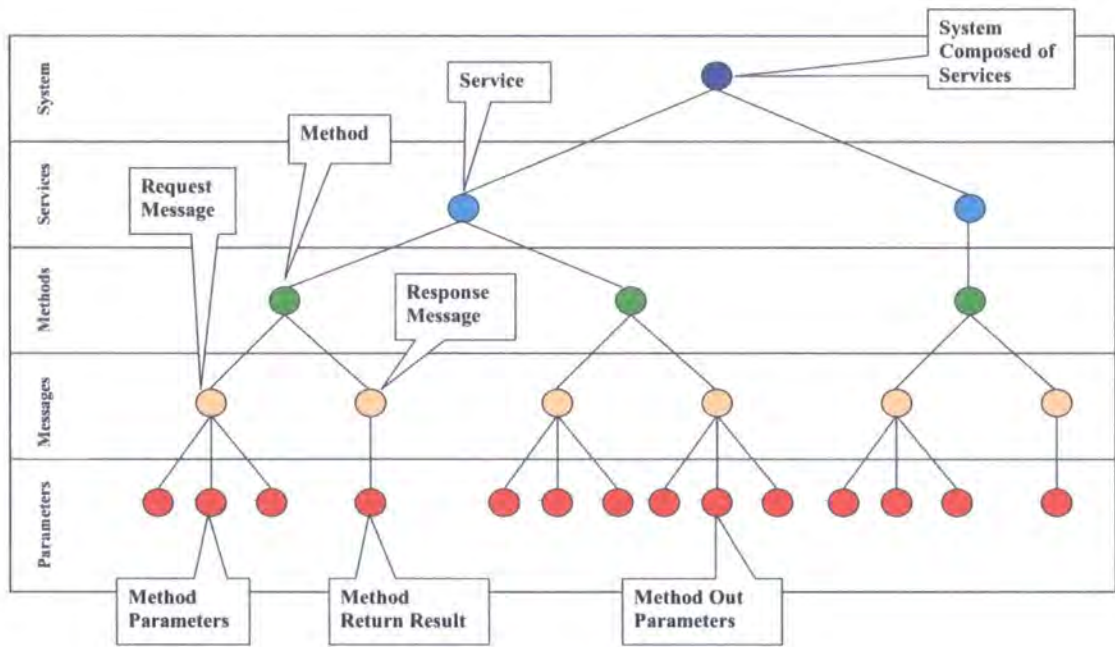 System
Composed of
Services
System
Service
Method
Services
Request
Message
Methods
Response
Message
Messages
Parameters
Method
Parameters
Method
Return Result
Method Out
Parameters